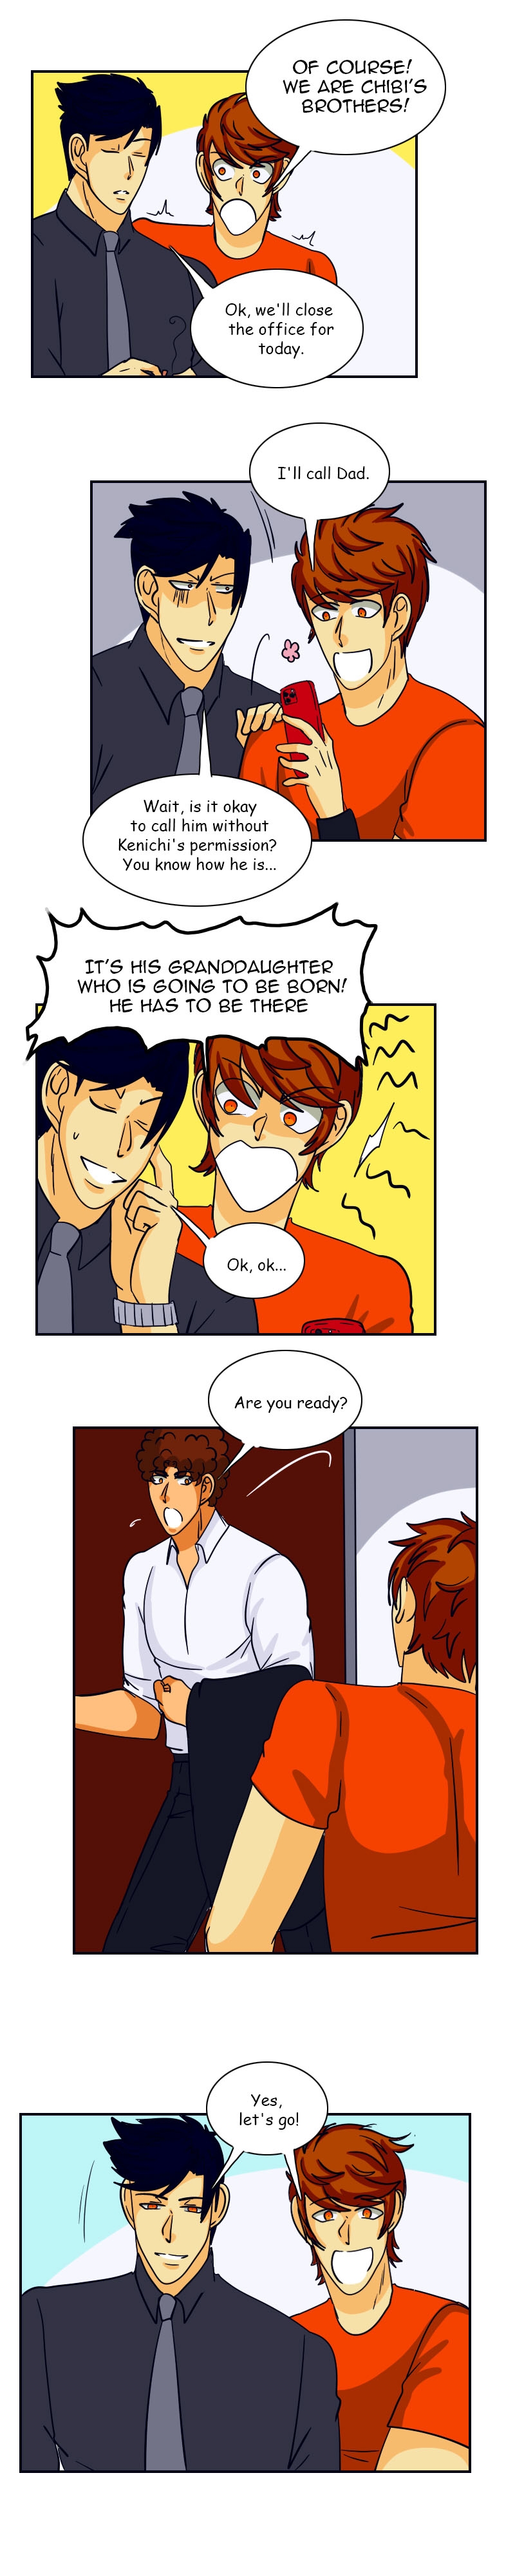 OF COURSE!
WE ARE CHIBI'S
BROTHERS!
Ok, we'll close
the office for
today.
I'll call Dad.
Wait, is it okay
to call him without
Kenichi's permission?
You know how he is...
IT'S HIS GRANDDAUGHTER
WHO IS GOING TO BE BORN!
HE HAS TO BE THERE
Ok, ok...
Are you ready?
Yes,
let's go!